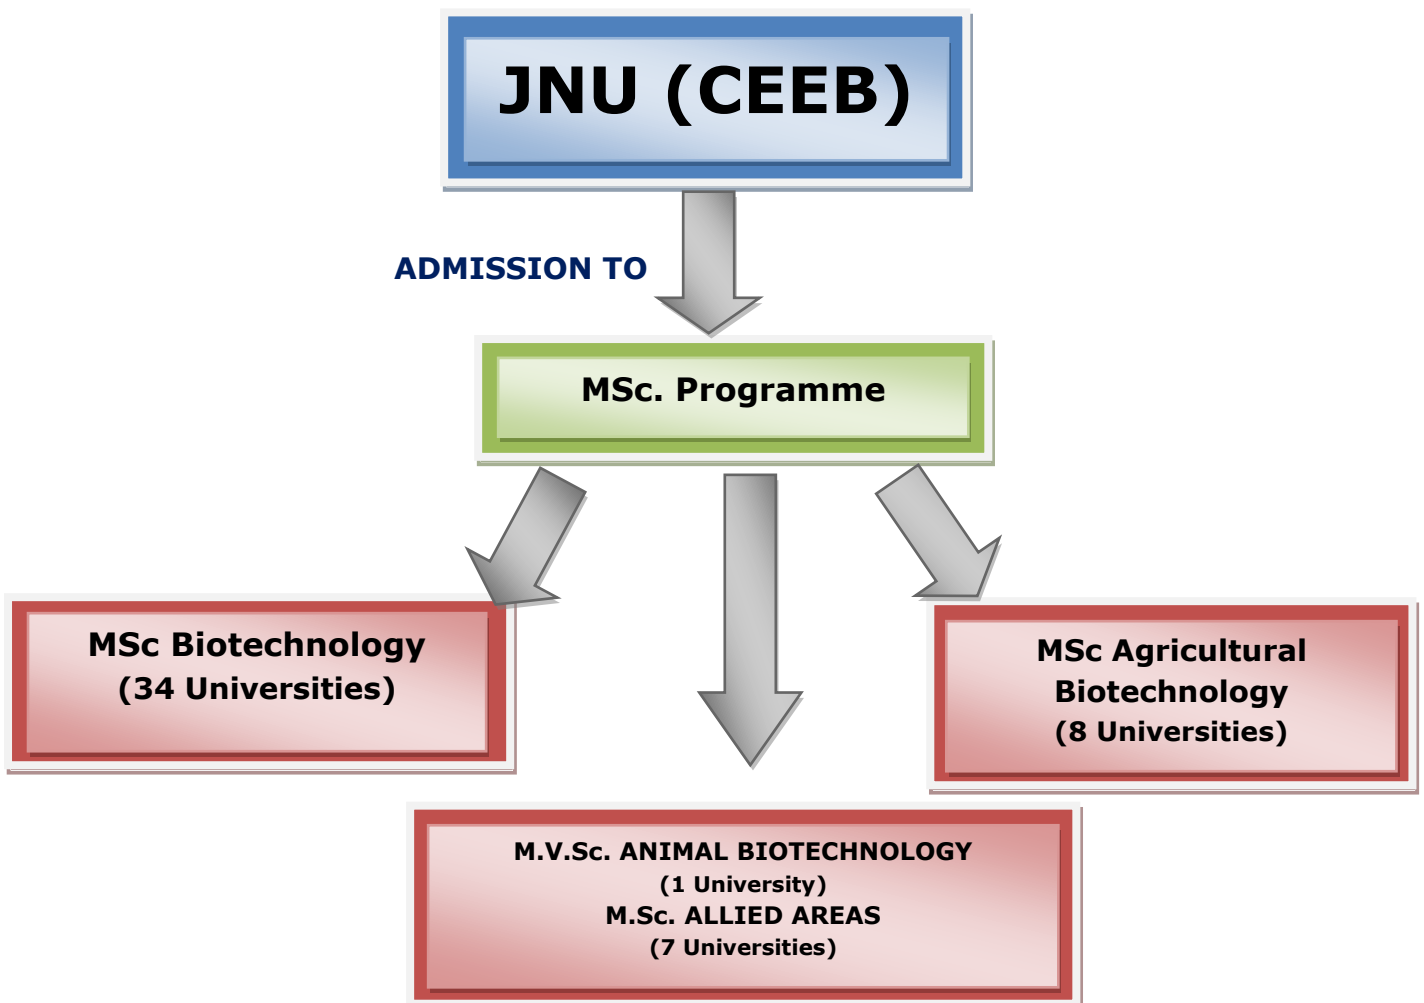 JNU (CEEB)
ADMISSION TO
MSc. Programme
MSc Biotechnology
(34 Universities)
MSc Agricultural
Biotechnology
(8 Universities)
M.V.Sc. ANIMAL BIOTECHNOLOGY
(1 University)
M.Sc. ALLIED AREAS
(7 Universities)